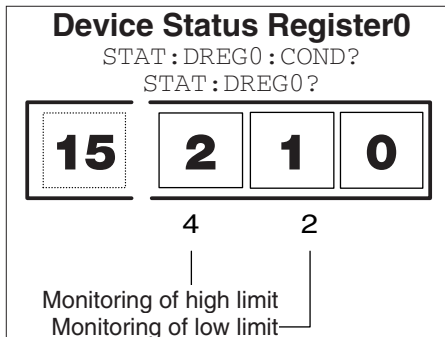 Device Status Register0
STAT:DREG0:COND?
STAT:DREG0?
15 2 1 0
4 2
Monitoring of high limit
Monitoring of low limit